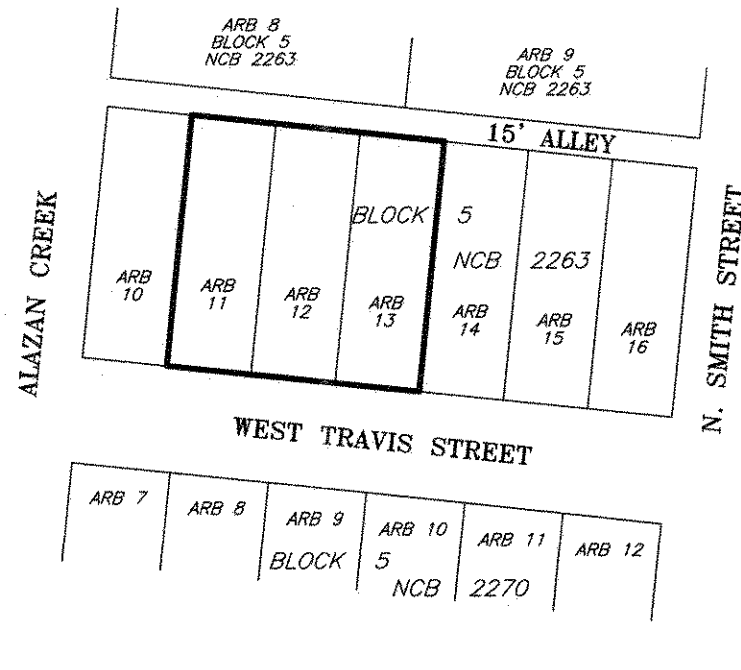 ARB 8
BLOCK 5
NCB 2263
ARB 9
BLOCK 5
NCB 2263
15' ALLEY
ALAZAN CREEK
BLOCK 5
NCB 2263
ARB
10
ARB
11
ARB
12
ARB
13
ARB
14
ARB
15
ARB
16
N. SMITH STREET
WEST TRAVIS STREET
ARB 7
ARB 8
ARB 9
ARB 10
ARB 11
ARB 12
BLOCK 5
NCB 2270